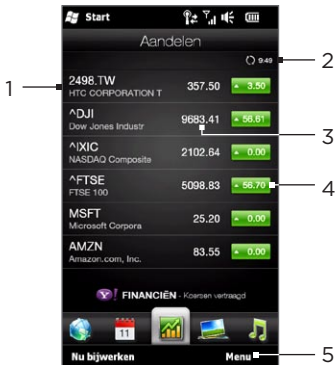 Start
Aandelen
9:49
2
1
2498.TW
HTC CORPORATION T
357.50
3.50
^DJI
Dow Jones Industr
9683.41
56.61
3
^IXIC
NASDAQ Composite
2102.64
0.00
^FTSE
FTSE 100
5098.83
56.70
4
MSFT
Microsoft Corpora
25.20
0.00
AMZN
Amazon.com, Inc.
83.55
0.00
Y! FINANCIËN - Koersen vertraagd
11
Nu bijwerken
Menu
5